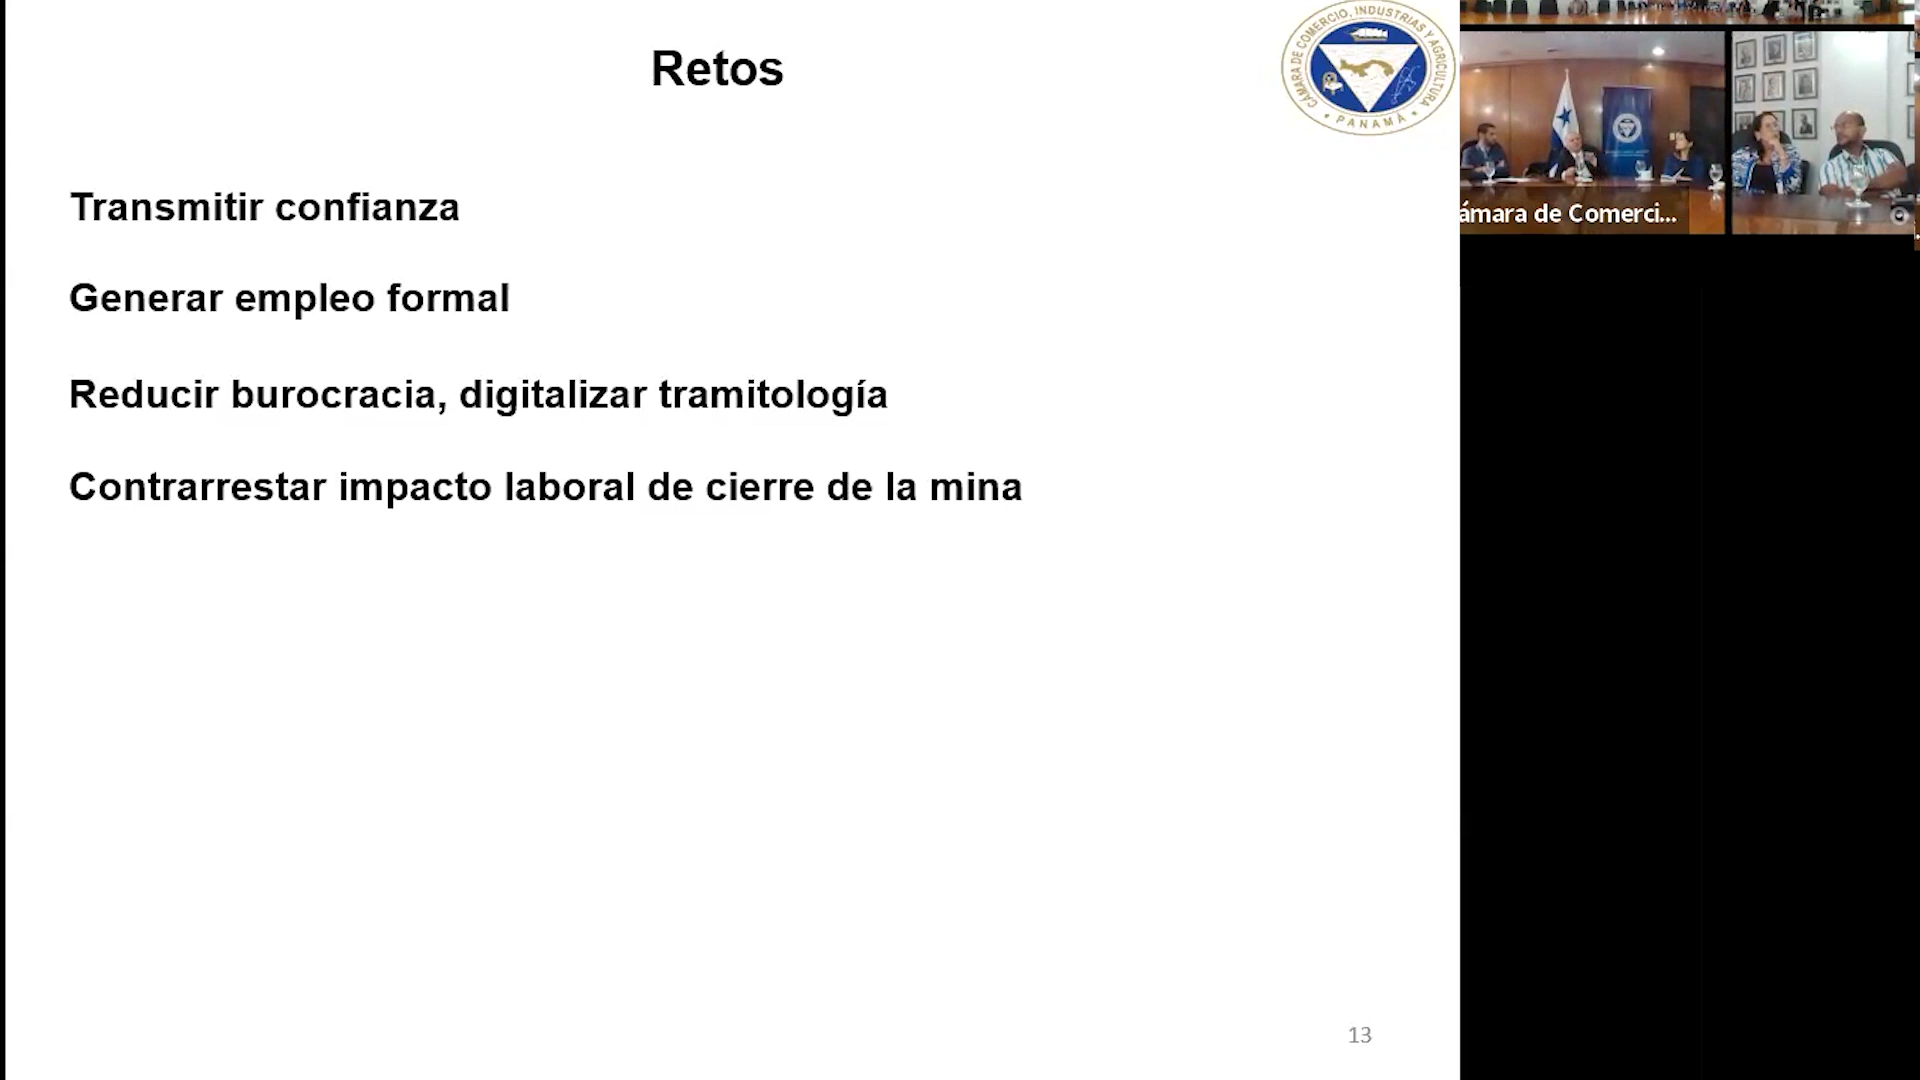 Retos
CÁMARA DE COMERCIO, INDUSTRIAS Y AGRICULTURA
• PANAMÁ •
ámara de Comerci...
Transmitir confianza
Generar empleo formal
Reducir burocracia, digitalizar tramitología
Contrarrestar impacto laboral de cierre de la mina
13